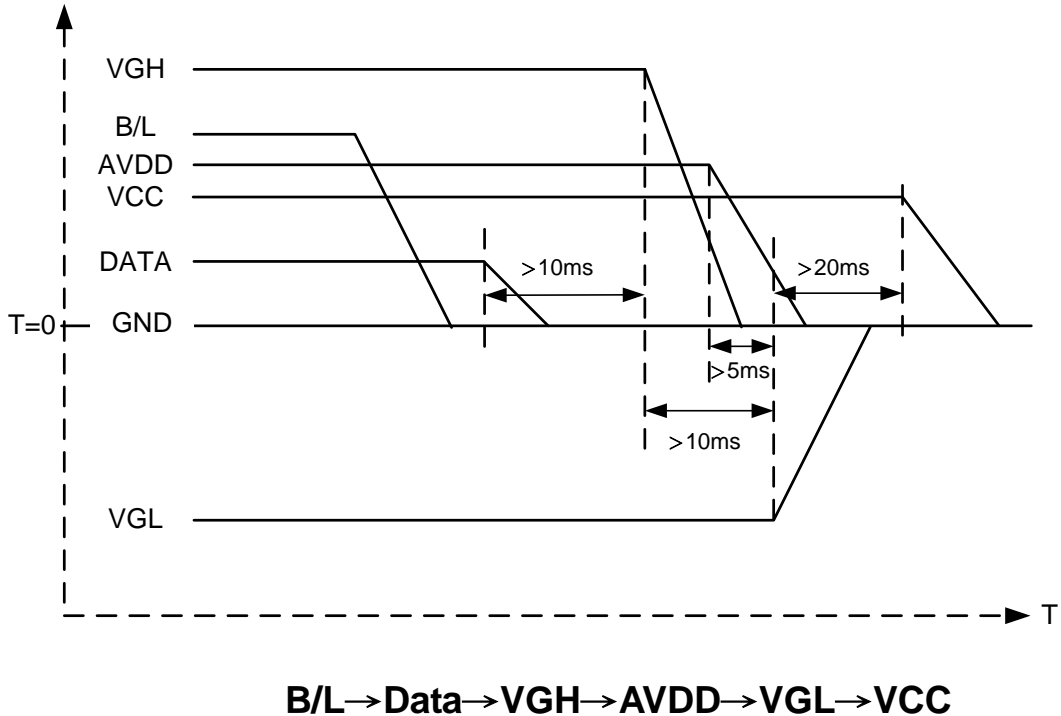 VGH
B/L
AVDD
VCC
DATA
>10ms
>20ms
T=0
GND
>5ms
>10ms
VGL
T
B/L→Data→VGH→AVDD→VGL→VCC